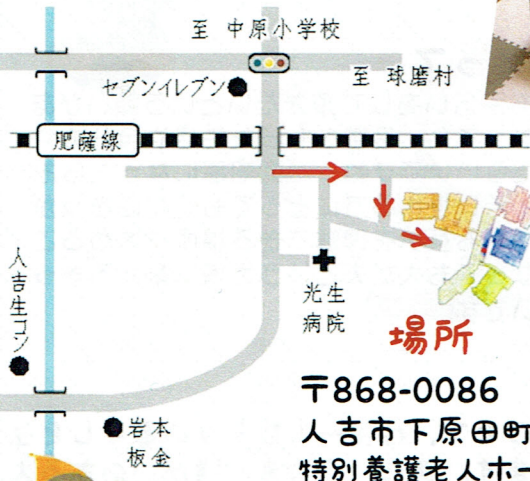 至 中原小学校
至 球磨村
セブンイレブン
肥薩線
人吉生コン
光生
病院
場所
〒868-0086
人吉市下原田町
特別養護老人ホー
岩本
板金